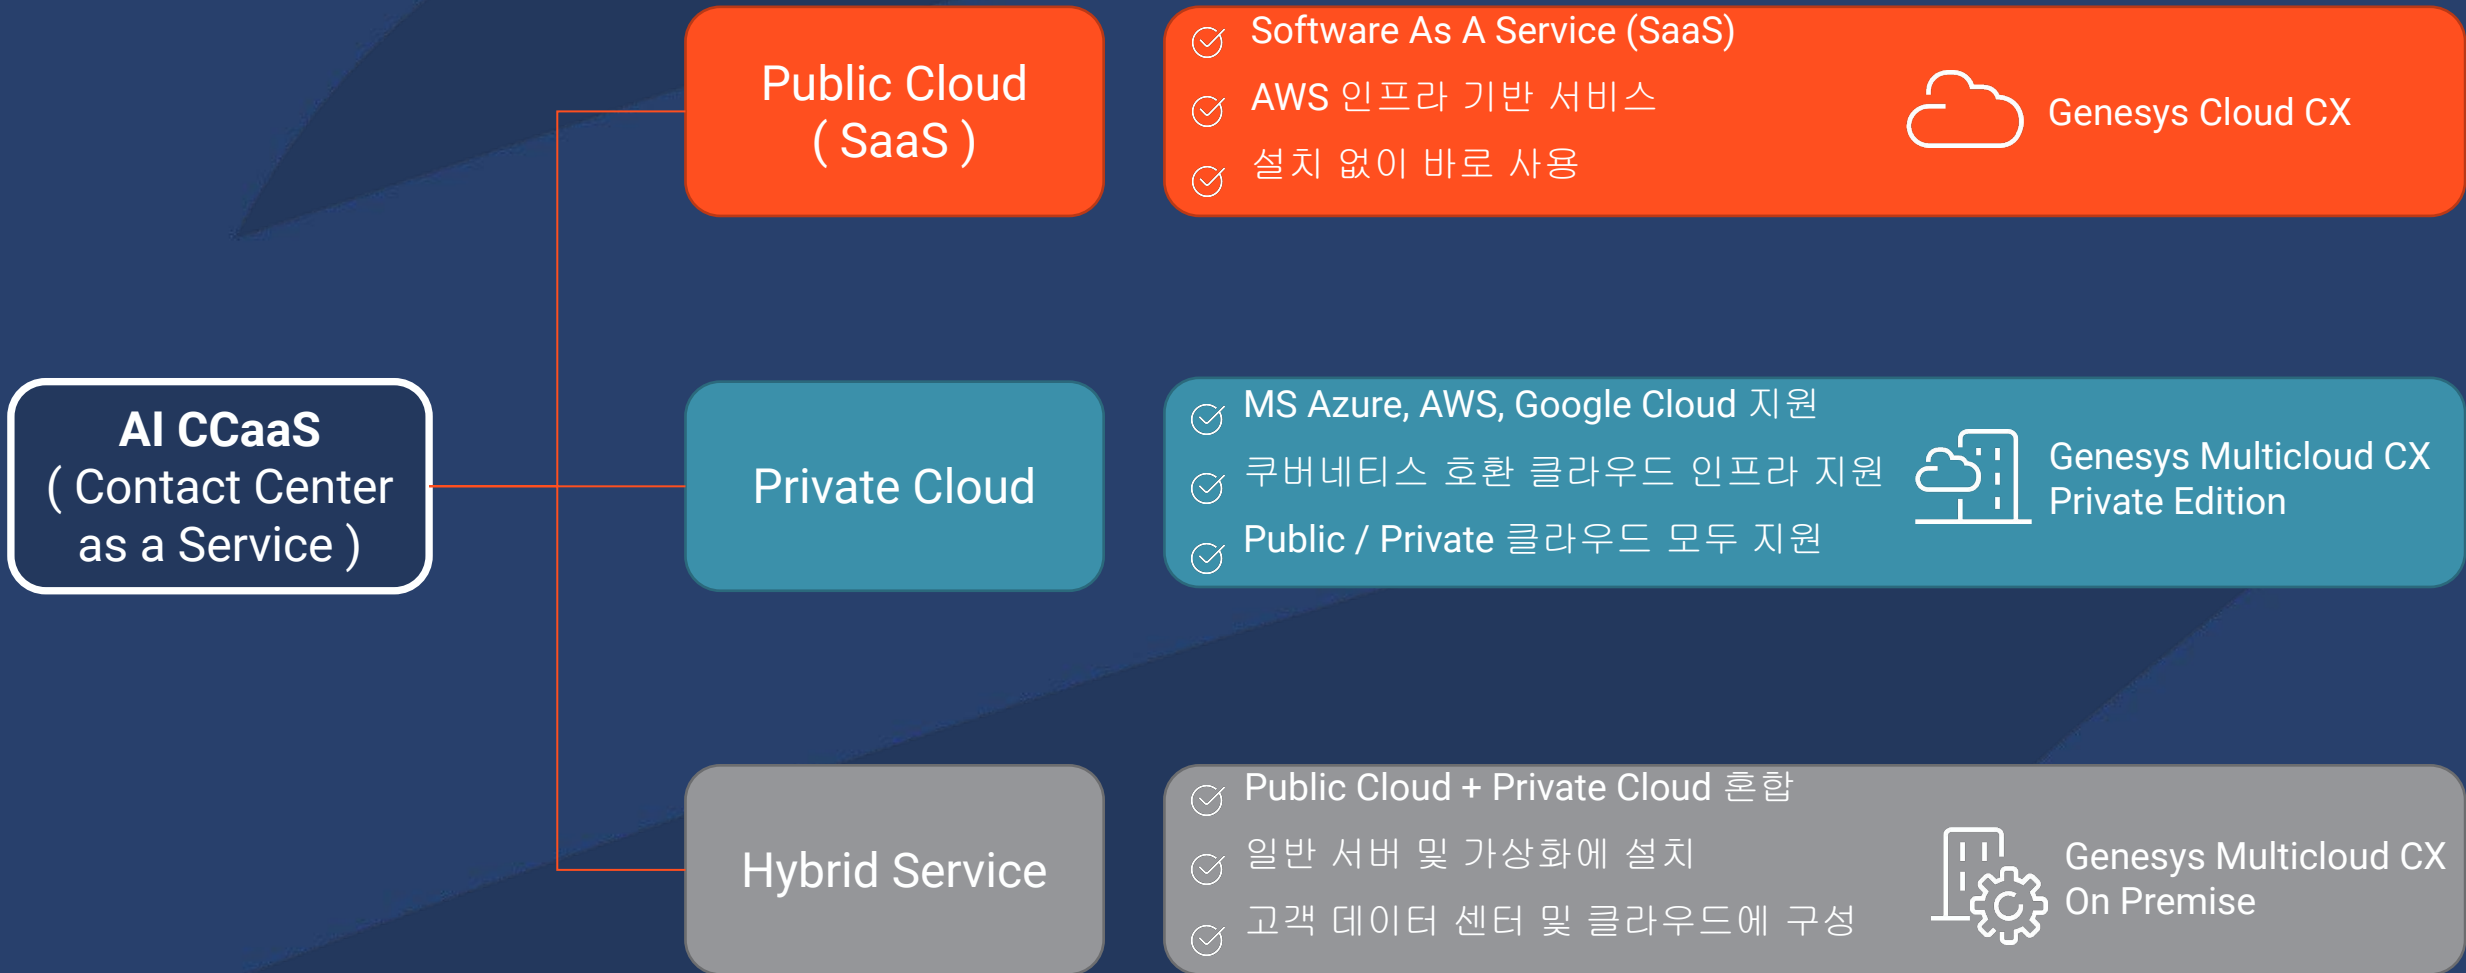 AI CCaaS
( Contact Center
as a Service )
Public Cloud
( SaaS )
Software As A Service (SaaS)
AWS 인프라 기반 서비스
설치 없이 바로 사용
Genesys Cloud CX
Private Cloud
MS Azure, AWS, Google Cloud 지원
쿠버네티스 호환 클라우드 인프라 지원
Public / Private 클라우드 모두 지원
Genesys Multicloud CX
Private Edition
Hybrid Service
Public Cloud + Private Cloud 혼합
일반 서버 및 가상화에 설치
고객 데이터 센터 및 클라우드에 구성
Genesys Multicloud CX
On Premise